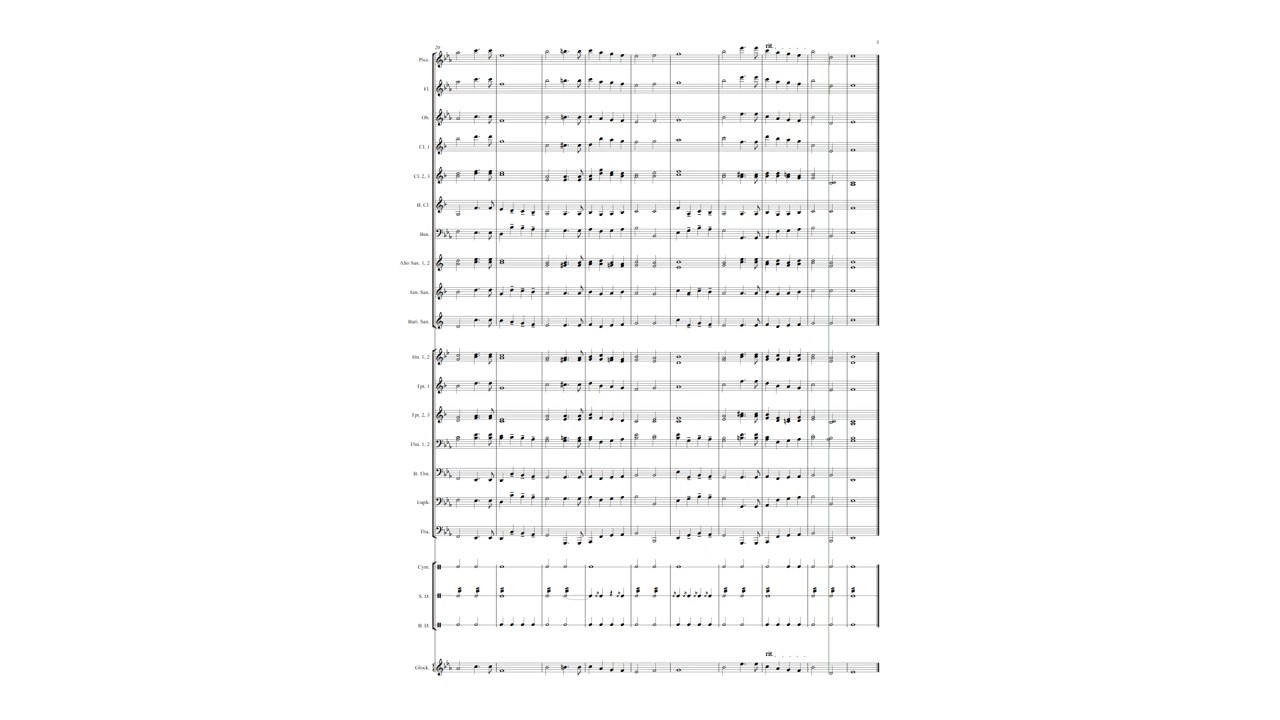 3
20
rit.
Picc.
Fl.
Ob.
Cl. 1
Cl. 2, 3
B. Cl.
Bsn.
Alto Sax. 1, 2
Ten. Sax.
Bari. Sax.
Hn. 1, 2
Tpt. 1
Tpt. 2, 3
Tbn. 1, 2
B. Tbn.
Euph.
Tba.
Cym.
S. D.
B. D.
rit.
Glock.